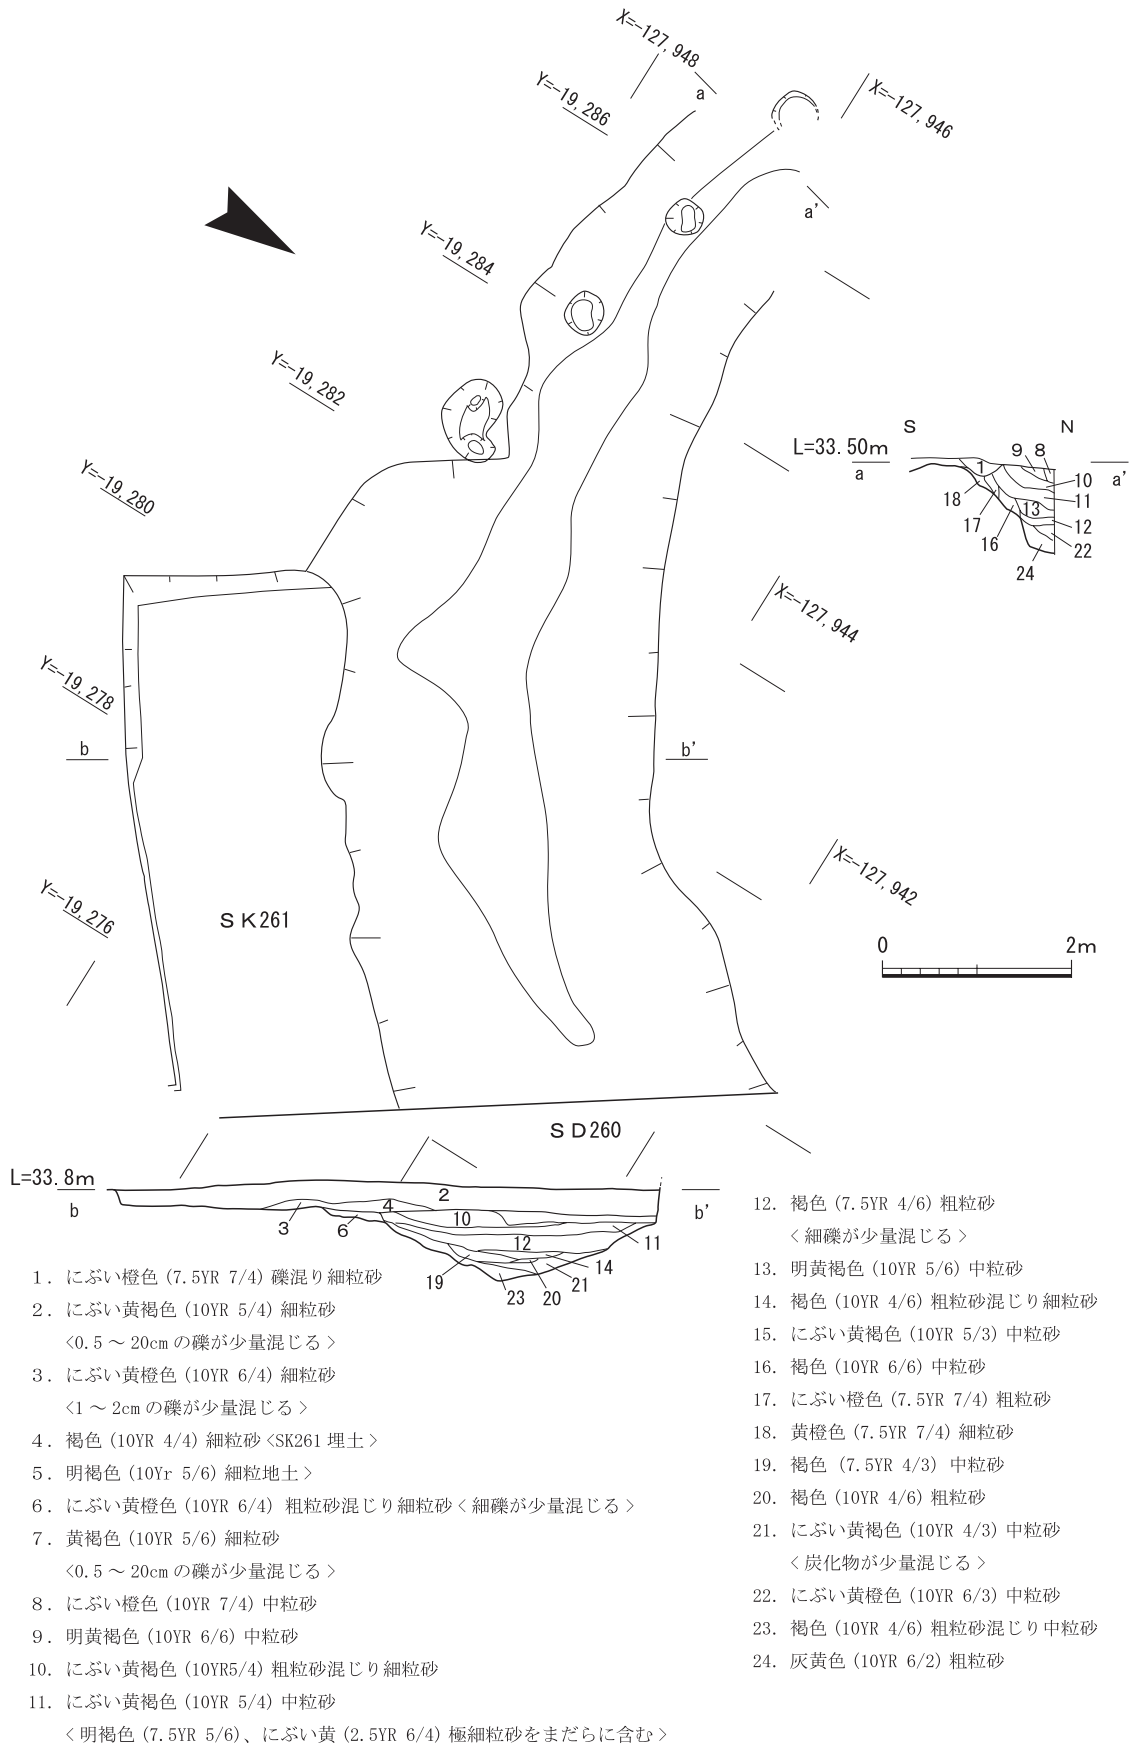 X=-127,948
a
Y=-19,286
X=-127,946
a'
Y=-19,284
Y=-19,282
S
N
L=33.50m
a
a'
1
9
8
10
11
13
12
18
17
16
22
24
Y=-19,280
X=-127,944
Y=-19,278
b
b'
X=-127,942
Y=-19,276
SK261
0
2m
SD260
L=33.8m
b
b'
2
4
3
6
10
11
12
14
19
21
20
23
1. にぶい橙色 (7.5YR 7/4) 礫混り細粒砂
2. にぶい黄褐色 (10YR 5/4) 細粒砂
<0.5 ~ 20cm の礫が少量混じる >
3. にぶい黄橙色 (10YR 6/4) 細粒砂
<1 ~ 2cm の礫が少量混じる >
4. 褐色 (10YR 4/4) 細粒砂 <SK261 埋土 >
5. 明褐色 (10Yr 5/6) 細粒地土 >
6. にぶい黄橙色 (10YR 6/4) 粗粒砂混じり細粒砂 < 細礫が少量混じる >
7. 黄褐色 (10YR 5/6) 細粒砂
<0.5 ~ 20cm の礫が少量混じる >
8. にぶい橙色 (10YR 7/4) 中粒砂
9. 明黄褐色 (10YR 6/6) 中粒砂
10. にぶい黄褐色 (10YR5/4) 粗粒砂混じり細粒砂
11. にぶい黄褐色 (10YR 5/4) 中粒砂
< 明褐色 (7.5YR 5/6)、にぶい黄 (2.5YR 6/4) 極細粒砂をまだらに含む >
12. 褐色 (7.5YR 4/6) 粗粒砂
< 細礫が少量混じる >
13. 明黄褐色 (10YR 5/6) 中粒砂
14. 褐色 (10YR 4/6) 粗粒砂混じり細粒砂
15. にぶい黄褐色 (10YR 5/3) 中粒砂
16. 褐色 (10YR 6/6) 中粒砂
17. にぶい橙色 (7.5YR 7/4) 粗粒砂
18. 黄橙色 (7.5YR 7/4) 細粒砂
19. 褐色 (7.5YR 4/3) 中粒砂
20. 褐色 (10YR 4/6) 粗粒砂
21. にぶい黄褐色 (10YR 4/3) 中粒砂
< 炭化物が少量混じる >
22. にぶい黄橙色 (10YR 6/3) 中粒砂
23. 褐色 (10YR 4/6) 粗粒砂混じり中粒砂
24. 灰黄色 (10YR 6/2) 粗粒砂